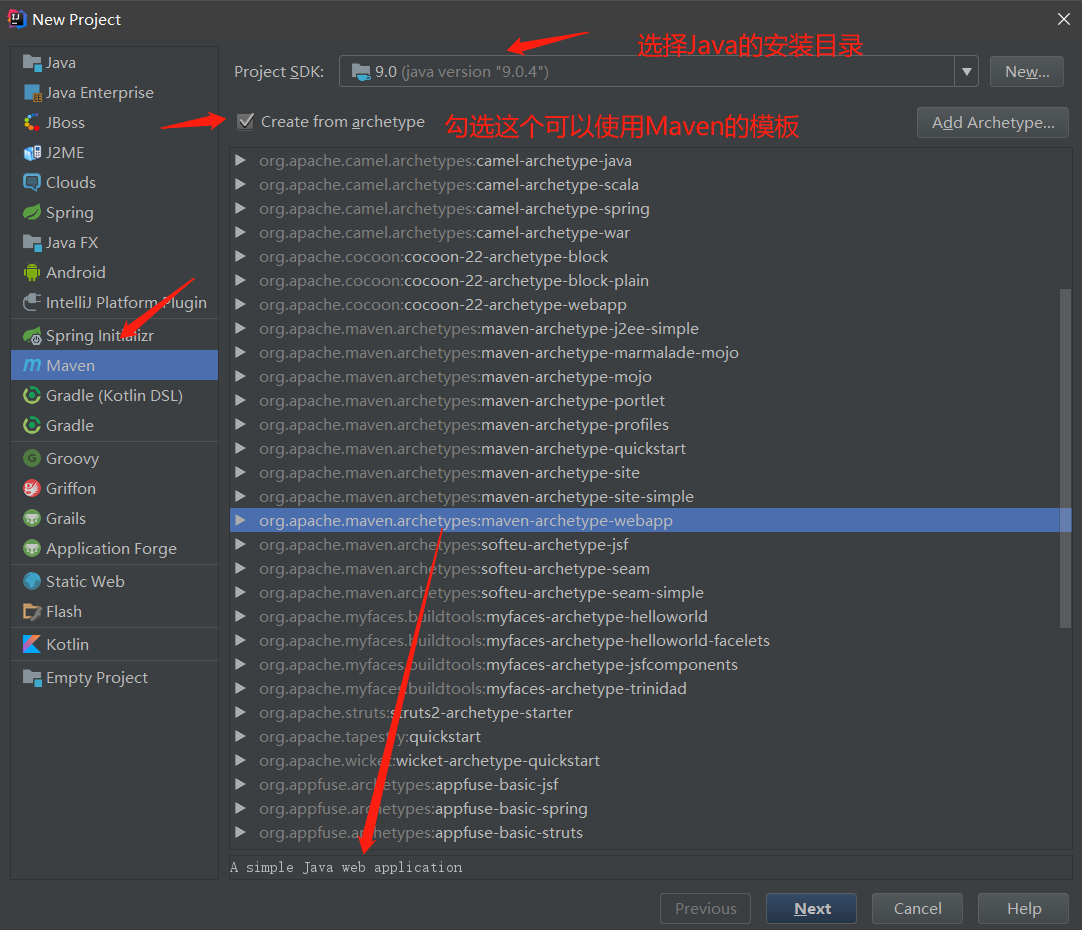 New Project
选择Java的安装目录
Project SDK: 9.0 (java version "9.0.4") New...
Create from archetype 勾选这个可以使用Maven的模板 Add Archetype...
Java
Java Enterprise
JBoss
J2ME
Clouds
Spring
Java FX
Android
IntelliJ Platform Plugin
Spring Initializr
Maven
Gradle (Kotlin DSL)
Gradle
Groovy
Griffon
Grails
Application Forge
Static Web
Flash
Kotlin
Empty Project
org.apache.camel.archetypes:camel-archetype-java
org.apache.camel.archetypes:camel-archetype-scala
org.apache.camel.archetypes:camel-archetype-spring
org.apache.camel.archetypes:camel-archetype-war
org.apache.cocoon:cocoon-22-archetype-block
org.apache.cocoon:cocoon-22-archetype-block-plain
org.apache.cocoon:cocoon-22-archetype-webapp
org.apache.maven.archetypes:maven-archetype-j2ee-simple
org.apache.maven.archetypes:maven-archetype-marmalade-mojo
org.apache.maven.archetypes:maven-archetype-mojo
org.apache.maven.archetypes:maven-archetype-portlet
org.apache.maven.archetypes:maven-archetype-profiles
org.apache.maven.archetypes:maven-archetype-quickstart
org.apache.maven.archetypes:maven-archetype-site
org.apache.maven.archetypes:maven-archetype-site-simple
org.apache.maven.archetypes:maven-archetype-webapp
org.apache.maven.archetypes:softeu-archetype-jsf
org.apache.maven.archetypes:softeu-archetype-seam
org.apache.maven.archetypes:softeu-archetype-seam-simple
org.apache.myfaces.buildtools:myfaces-archetype-helloworld
org.apache.myfaces.buildtools:myfaces-archetype-helloworld-facelets
org.apache.myfaces.buildtools:myfaces-archetype-jsfcomponents
org.apache.myfaces.buildtools:myfaces-archetype-trinidad
org.apache.struts:struts2-archetype-starter
org.apache.tapestry:quickstart
org.apache.wicket:wicket-archetype-quickstart
org.appfuse.archetypes:appfuse-basic-jsf
org.appfuse.archetypes:appfuse-basic-spring
org.appfuse.archetypes:appfuse-basic-struts
A simple Java web application
Previous Next Cancel Help